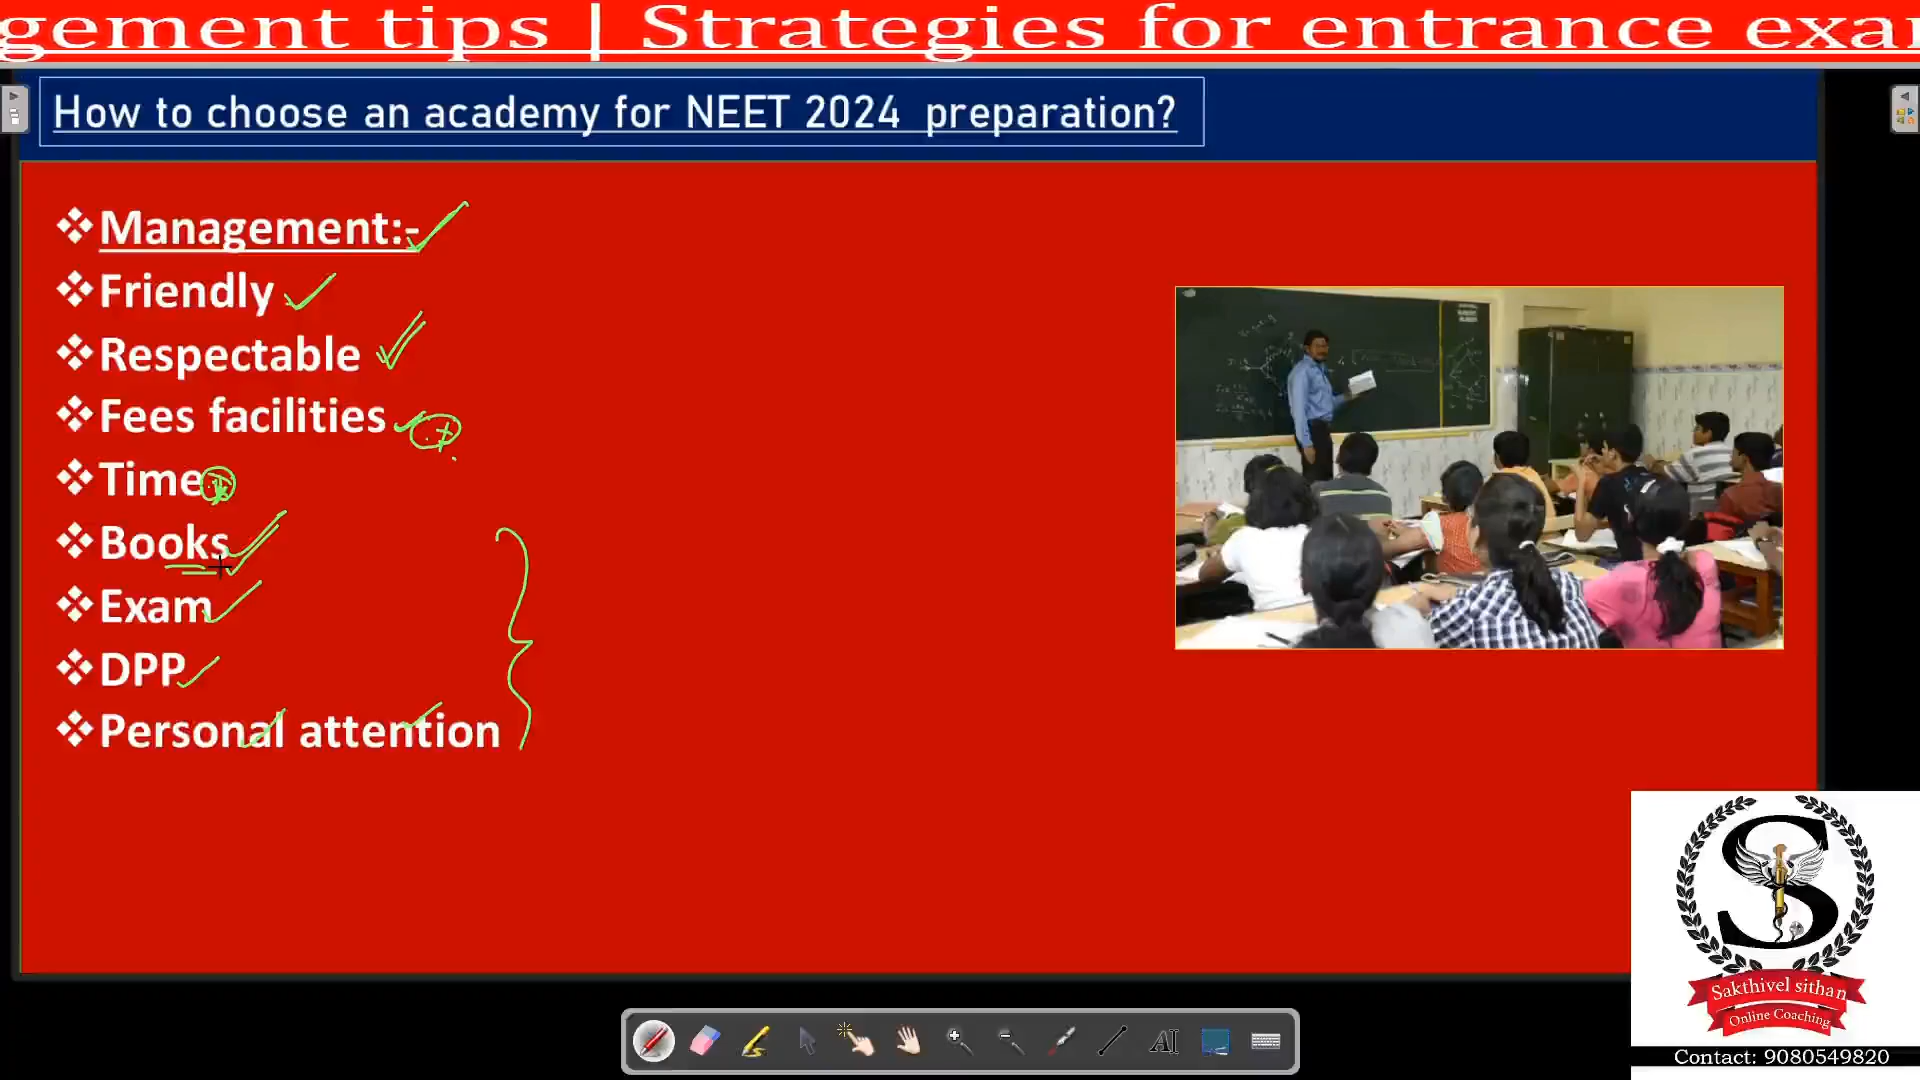 gement tips | Strategies for entrance exa
How to choose an academy for NEET 2024 preparation?
❖Management:-
❖Friendly
❖Respectable
❖Fees facilities
❖Time
❖Books
❖Exam
❖DPP
❖Personal attention
S
Sakthivel sithan
Online Coaching
Contact: 9080549820